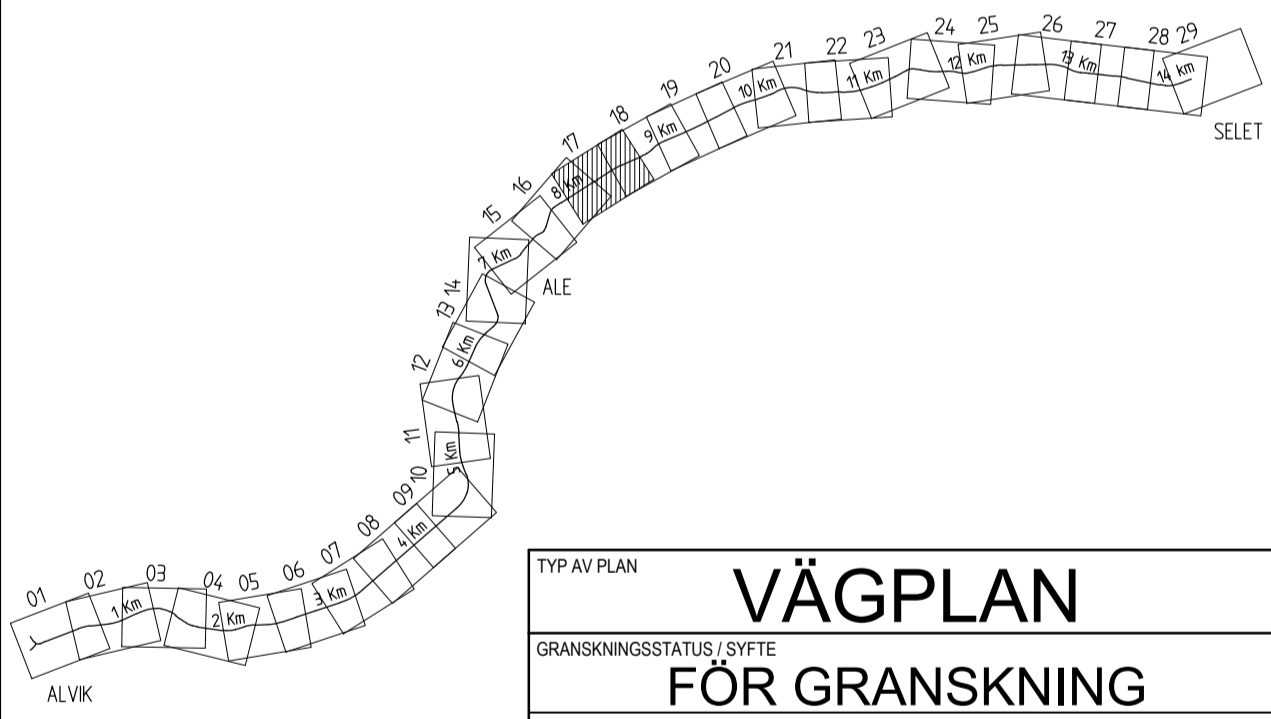 01
02
03
04
05
06
07
08
09
10
11
12
13
14
15
16
17
18
19
20
21
22
23
24
25
26
27
28
29
1 Km
2 Km
3 Km
4 Km
5 Km
6 Km
7 Km
8 Km
9 Km
10 Km
11 Km
12 Km
13 Km
14 Km
ALVIK
ALE
SELET
TYP AV PLAN
VÄGPLAN
GRANSKNINGSSTATUS / SYFTE
FÖR GRANSKNING